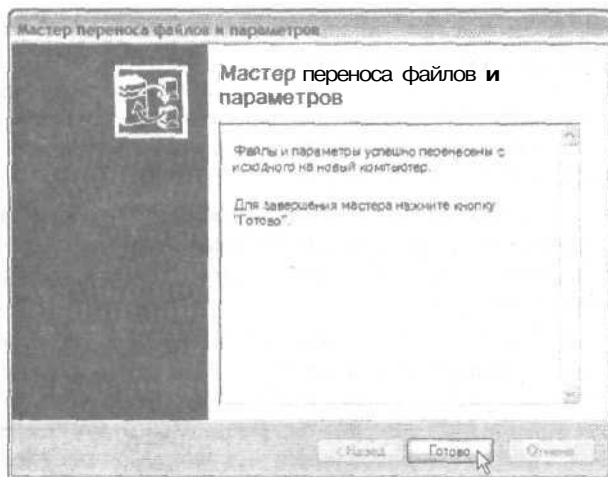 Мастер переноса файлов и параметров
Мастер переноса файлов и
параметров
Файлы и параметры успешно перенесены с
исходного на новый компьютер.
Для завершения мастера нажмите кнопку
"Готово".
< Назад
Готово
Отмена